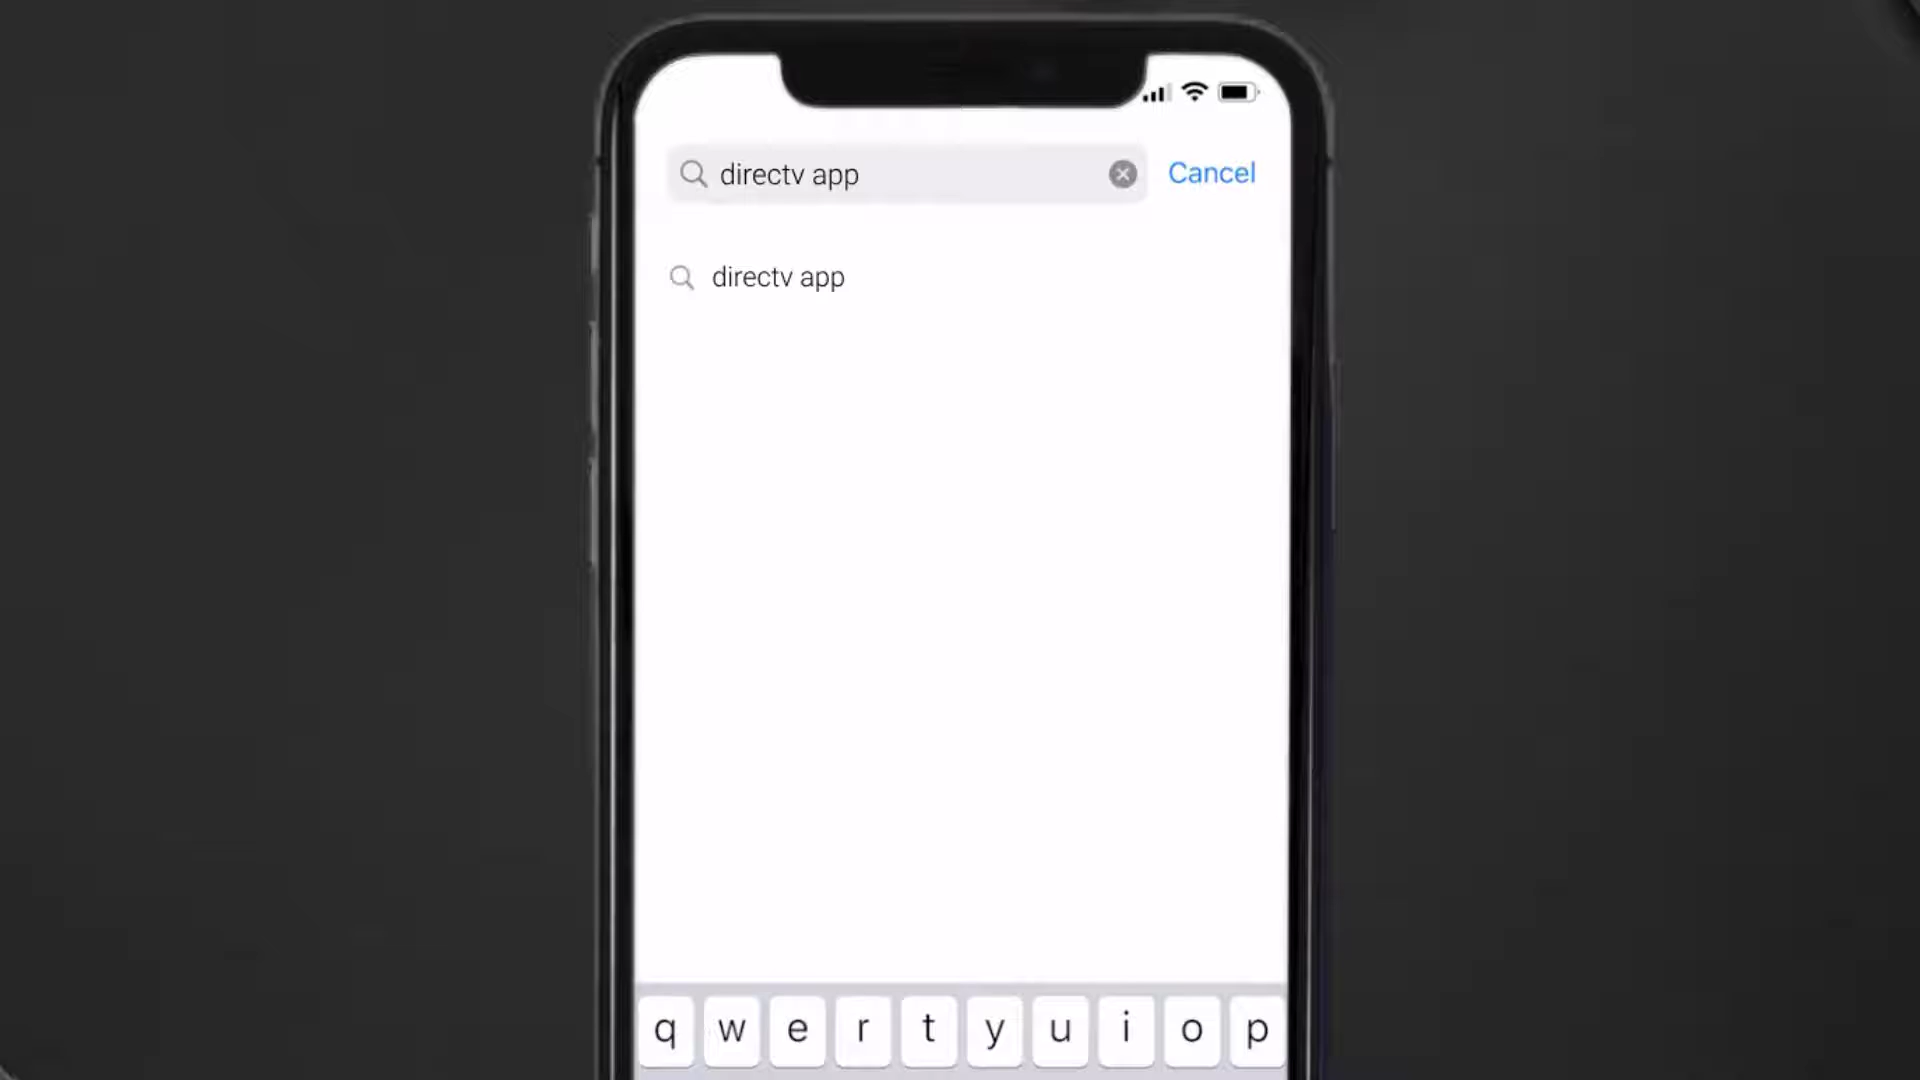 directv app
Cancel
directv app
q w e r t y u i o p